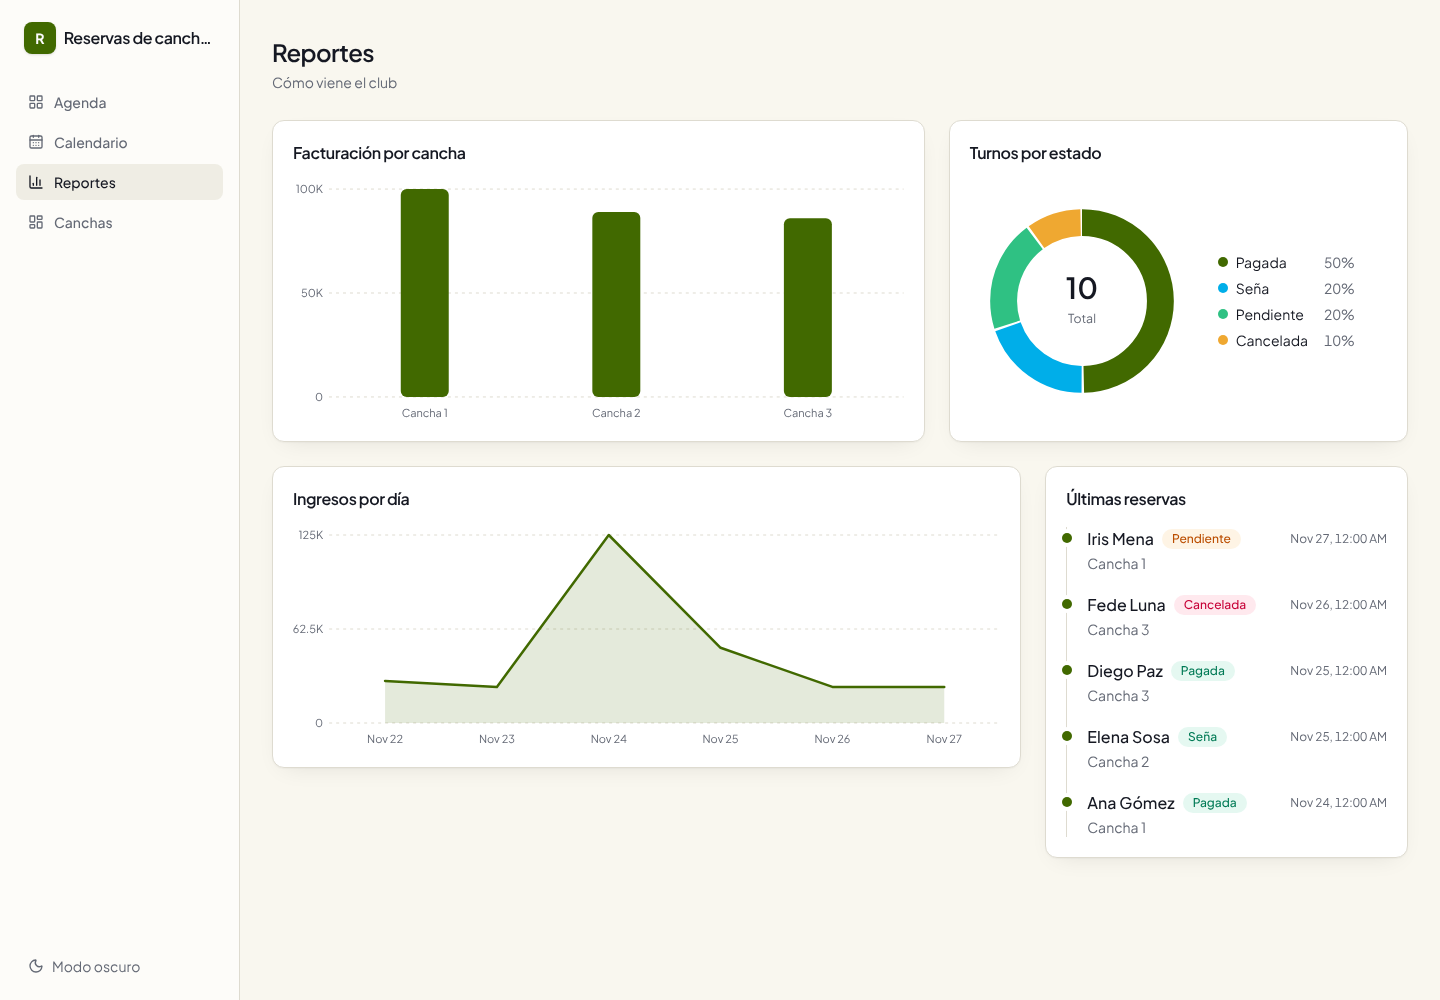 R
Reservas de canch...
Agenda
Calendario
Reportes
Canchas
Modo oscuro
Reportes
Cómo viene el club
Facturación por cancha
100K
50K
0
Cancha 1
Cancha 2
Cancha 3
Turnos por estado
10
Total
Pagada 50%
Seña 20%
Pendiente 20%
Cancelada 10%
Ingresos por día
125K
62.5K
0
Nov 22
Nov 23
Nov 24
Nov 25
Nov 26
Nov 27
Últimas reservas
Iris Mena Pendiente Nov 27, 12:00 AM
Cancha 1
Fede Luna Cancelada Nov 26, 12:00 AM
Cancha 3
Diego Paz Pagada Nov 25, 12:00 AM
Cancha 3
Elena Sosa Seña Nov 25, 12:00 AM
Cancha 2
Ana Gómez Pagada Nov 24, 12:00 AM
Cancha 1